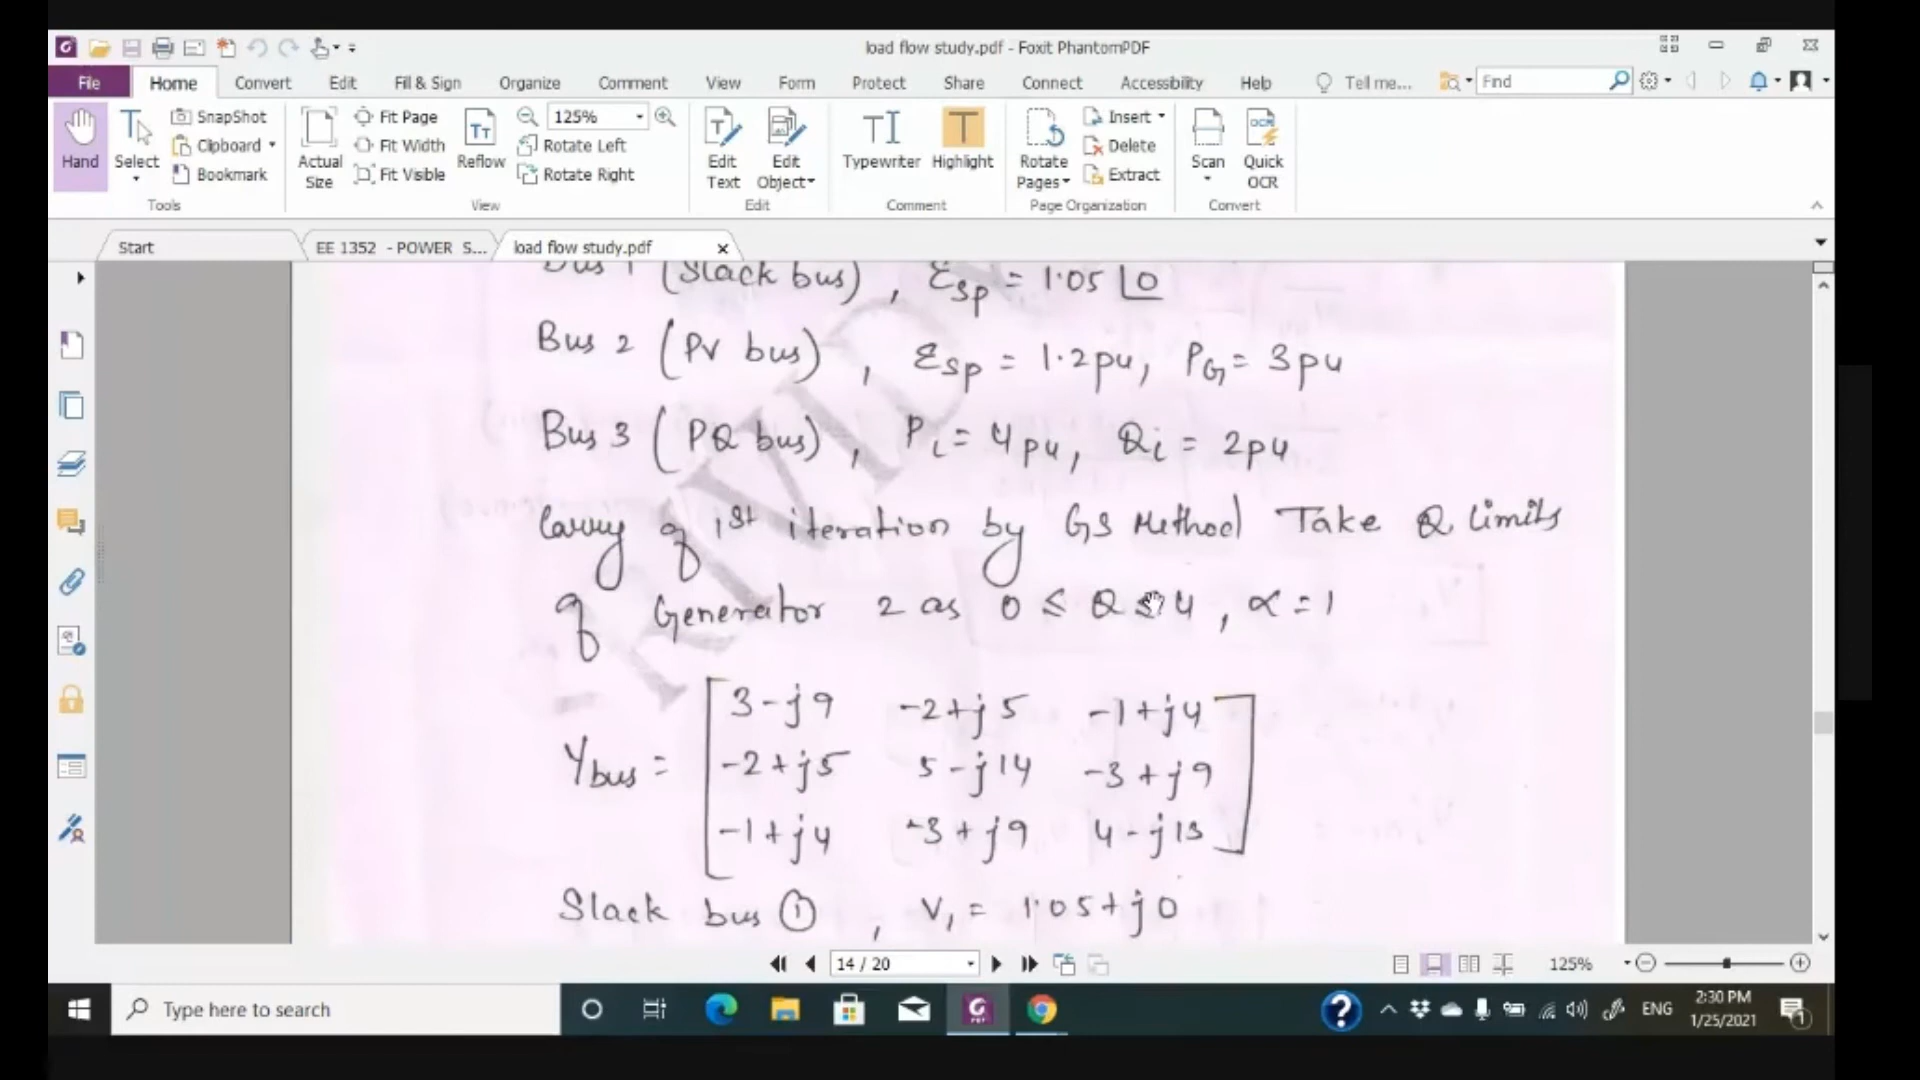 load flow study.pdf - Foxit PhantomPDF
File Home Convert Edit Fill & Sign Organize Comment View Form Protect Share Connect Accessibility Help Tell me... Find
Hand Select SnapShot Clipboard Bookmark Actual Size Fit Page Fit Width Fit Visible Reflow 125% Rotate Left Rotate Right Edit Text Edit Object Typewriter Highlight Rotate Pages Insert Delete Extract Scan Quick OCR
Tools View Edit Comment Page Organization Convert
Start EE 1352 - POWER S... load flow study.pdf
Bus 1 (Slack bus), Esp = 1.05 ∠0
Bus 2 (PV bus), Esp = 1.2pu, PG = 3pu
Bus 3 (PQ bus), Pi = 4pu, Qi = 2pu
Carry of 1st iteration by GS Method Take Q limits
of Generator 2 as 0 ≤ Q ≤ 4, α = 1
3-j9 -2+j5 -1+j4
Ybus = -2+j5 5-j14 -3+j9
-1+j4 -3+j9 4-j13
Slack bus ①, V1 = 1.05+j0
14 / 20 125%
Type here to search ENG 2:30 PM
1/25/2021